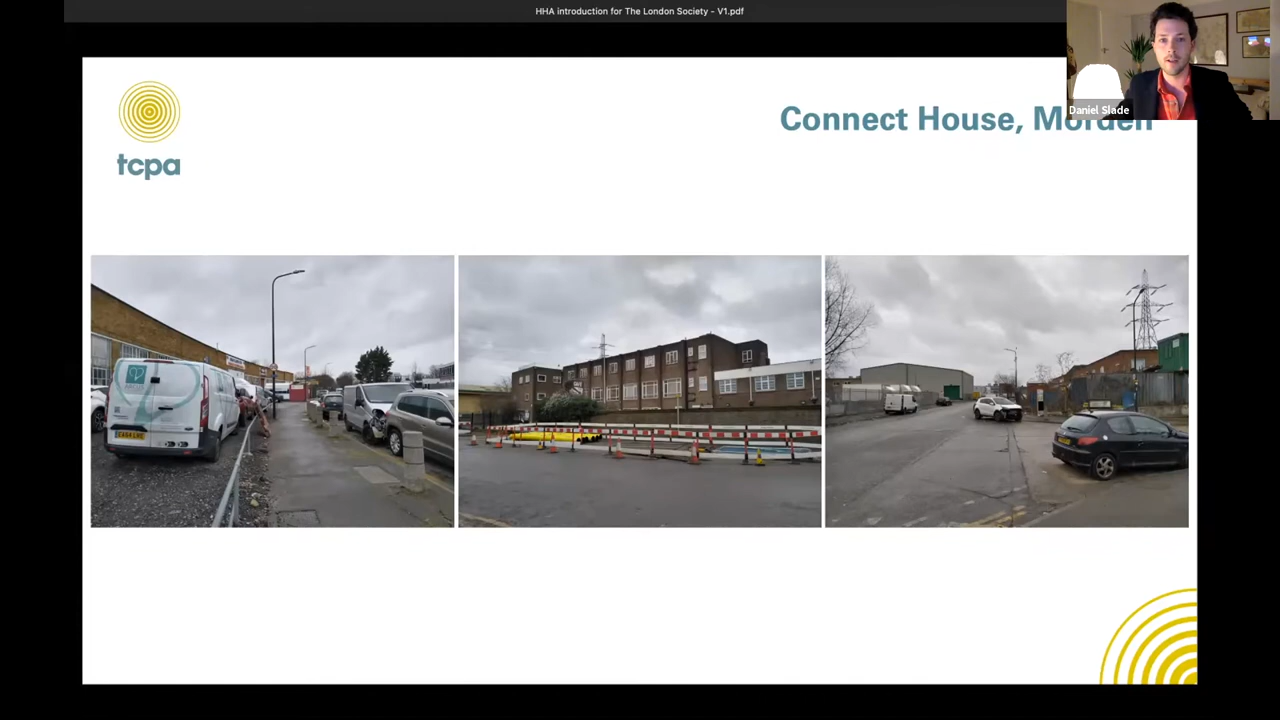 HHA introduction for The London Society - V1.pdf
Daniel Slade
tcpa
Connect House, Morden